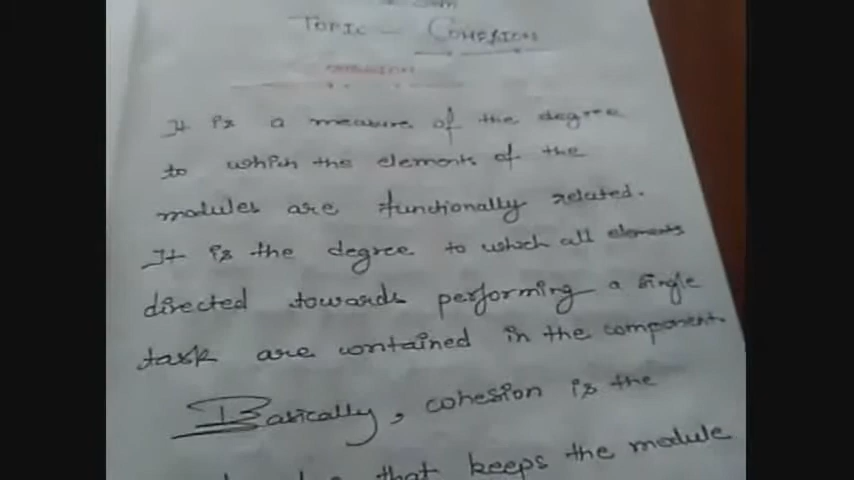 TOPIC - COHESION
It is a measure of the degree
to which the elements of the
modules are functionally related.
It is the degree to which all elements
directed towards performing a single
task are contained in the component.
Basically, cohesion is the
that keeps the module